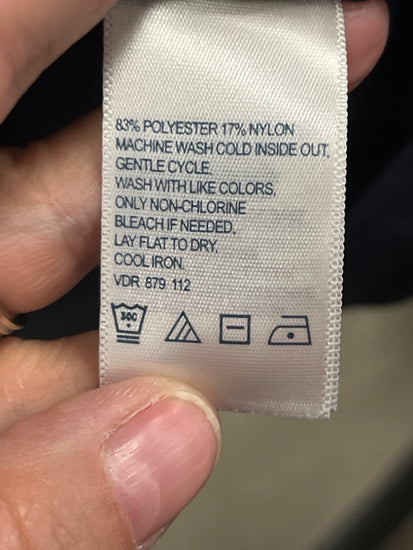 83% POLYESTER 17% NYLON
MACHINE WASH COLD INSIDE OUT,
GENTLE CYCLE,
WASH WITH LIKE COLORS,
ONLY NON-CHLORINE
BLEACH IF NEEDED,
LAY FLAT TO DRY,
COOL IRON.
VDR 879 112
30C